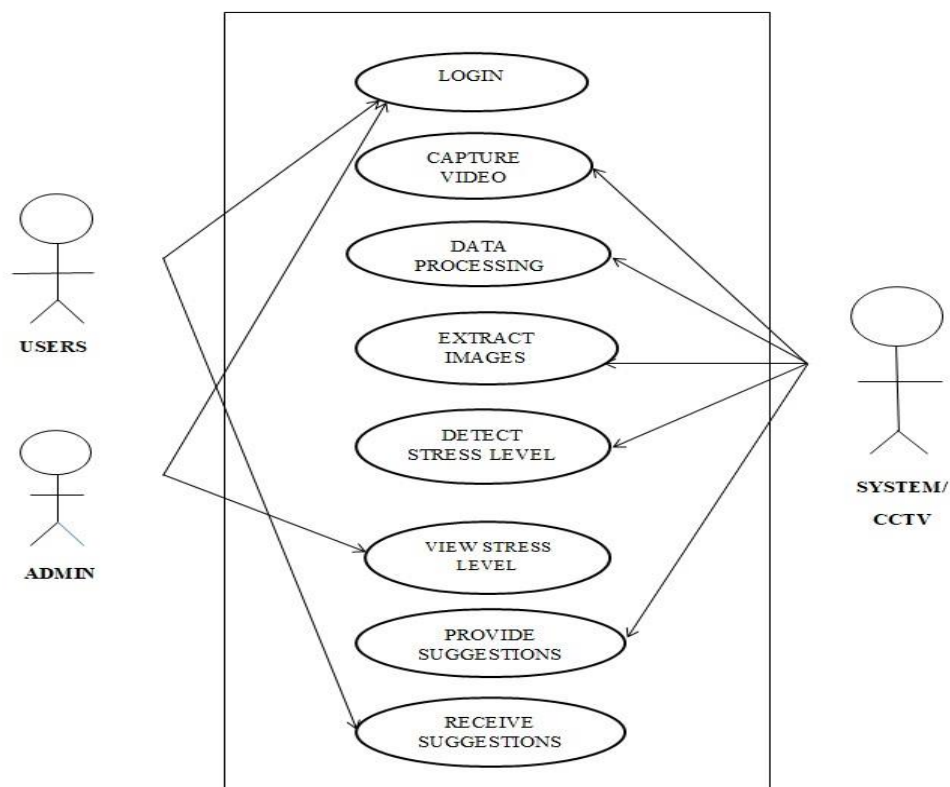 LOGIN
CAPTURE
VIDEO
DATA
PROCESSING
EXTRACT
IMAGES
DETECT
STRESS LEVEL
VIEW STRESS
LEVEL
PROVIDE
SUGGESTIONS
RECEIVE
SUGGESTIONS
USERS
ADMIN
SYSTEM/
CCTV